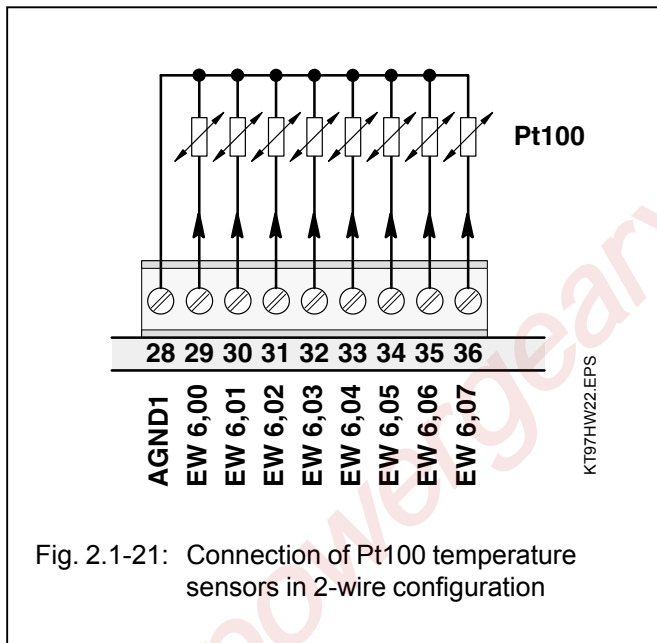 Pt100
28 29 30 31 32 33 34 35 36
AGND1
EW 6,00
EW 6,01
EW 6,02
EW 6,03
EW 6,04
EW 6,05
EW 6,06
EW 6,07
KT97HW22.EPS
Fig. 2.1-21: Connection of Pt100 temperature
sensors in 2-wire configuration
powergear